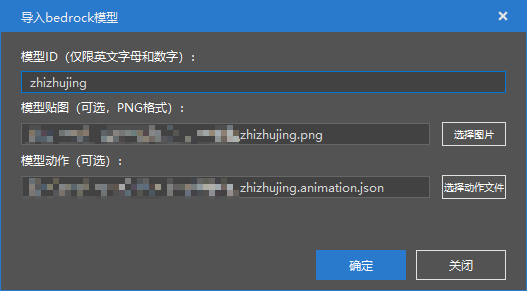 导入bedrock模型
模型ID（仅限英文字母和数字）：
zhizhujing
模型贴图（可选，PNG格式）：
zhizhujing.png
选择图片
模型动作（可选）：
zhizhujing.animation.json
选择动作文件
确定
关闭